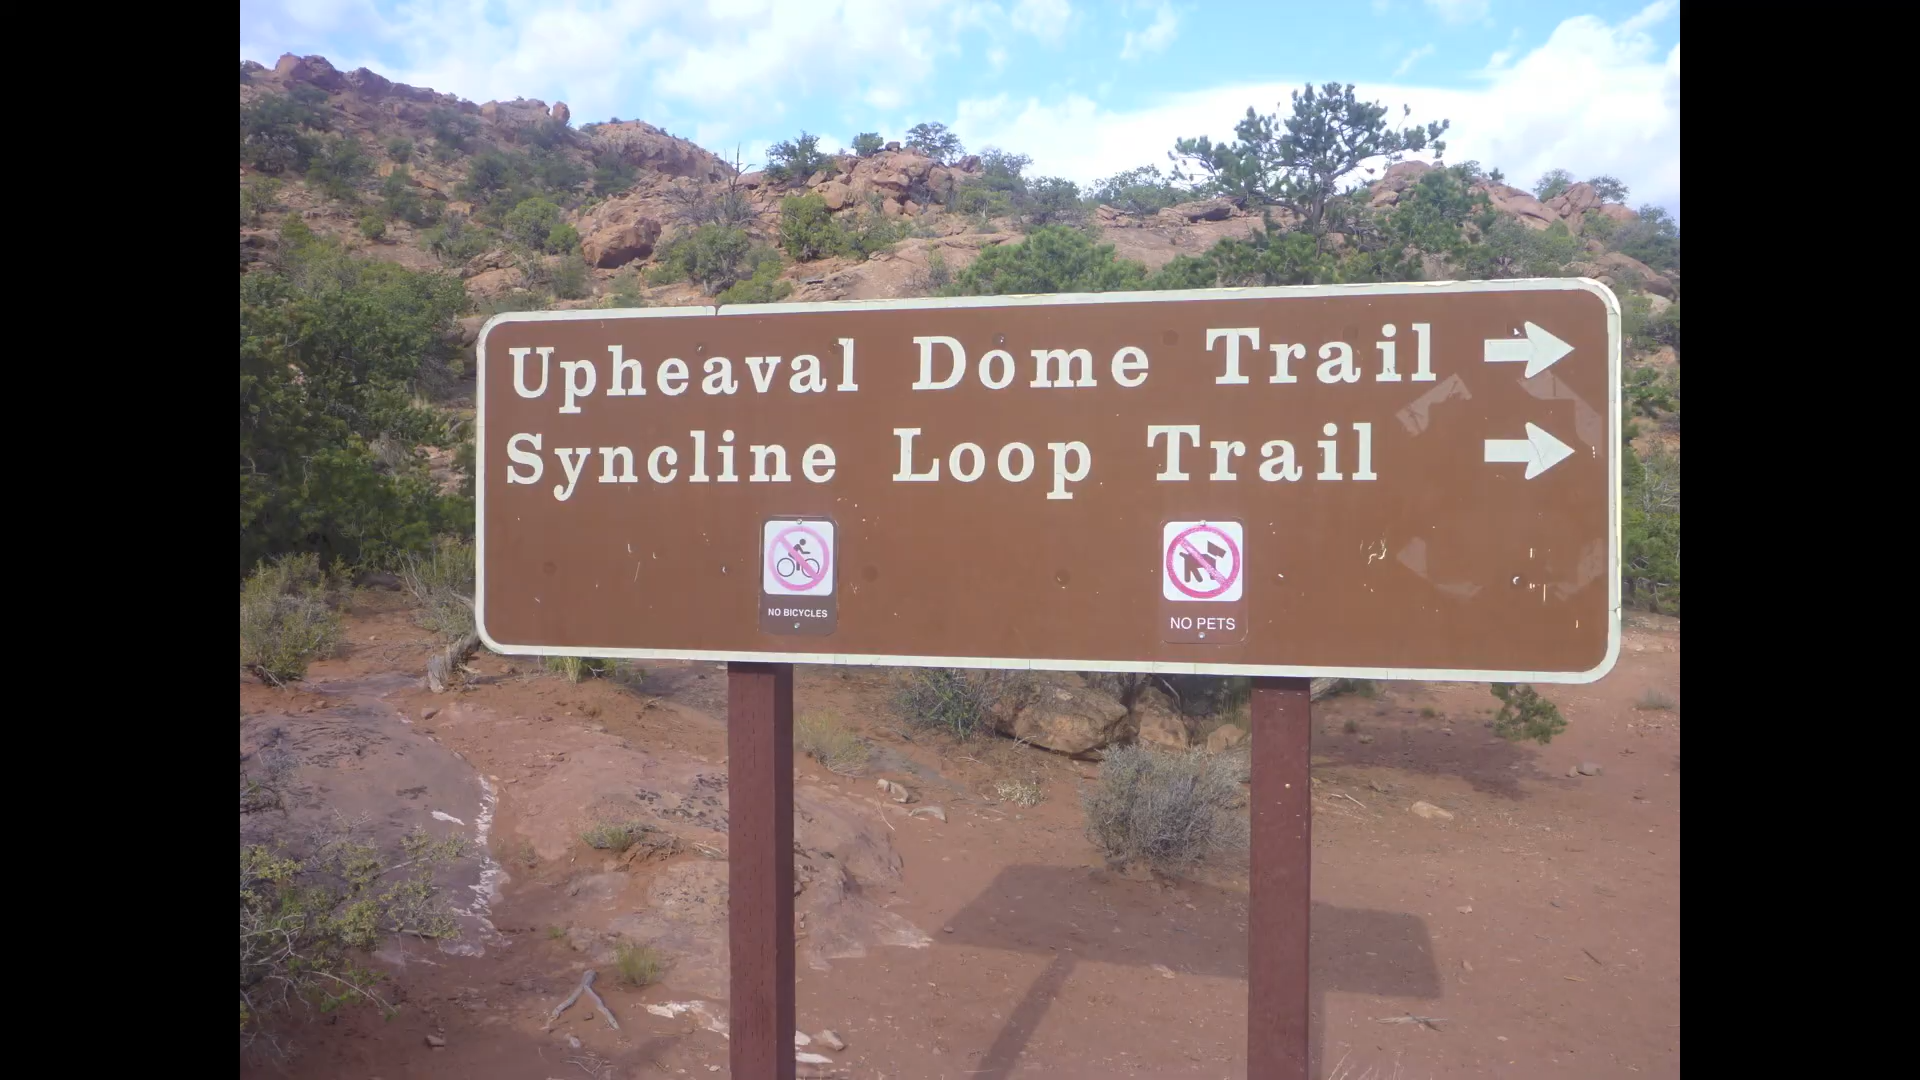 Upheaval Dome Trail
Syncline Loop Trail
NO BICYCLES
NO PETS